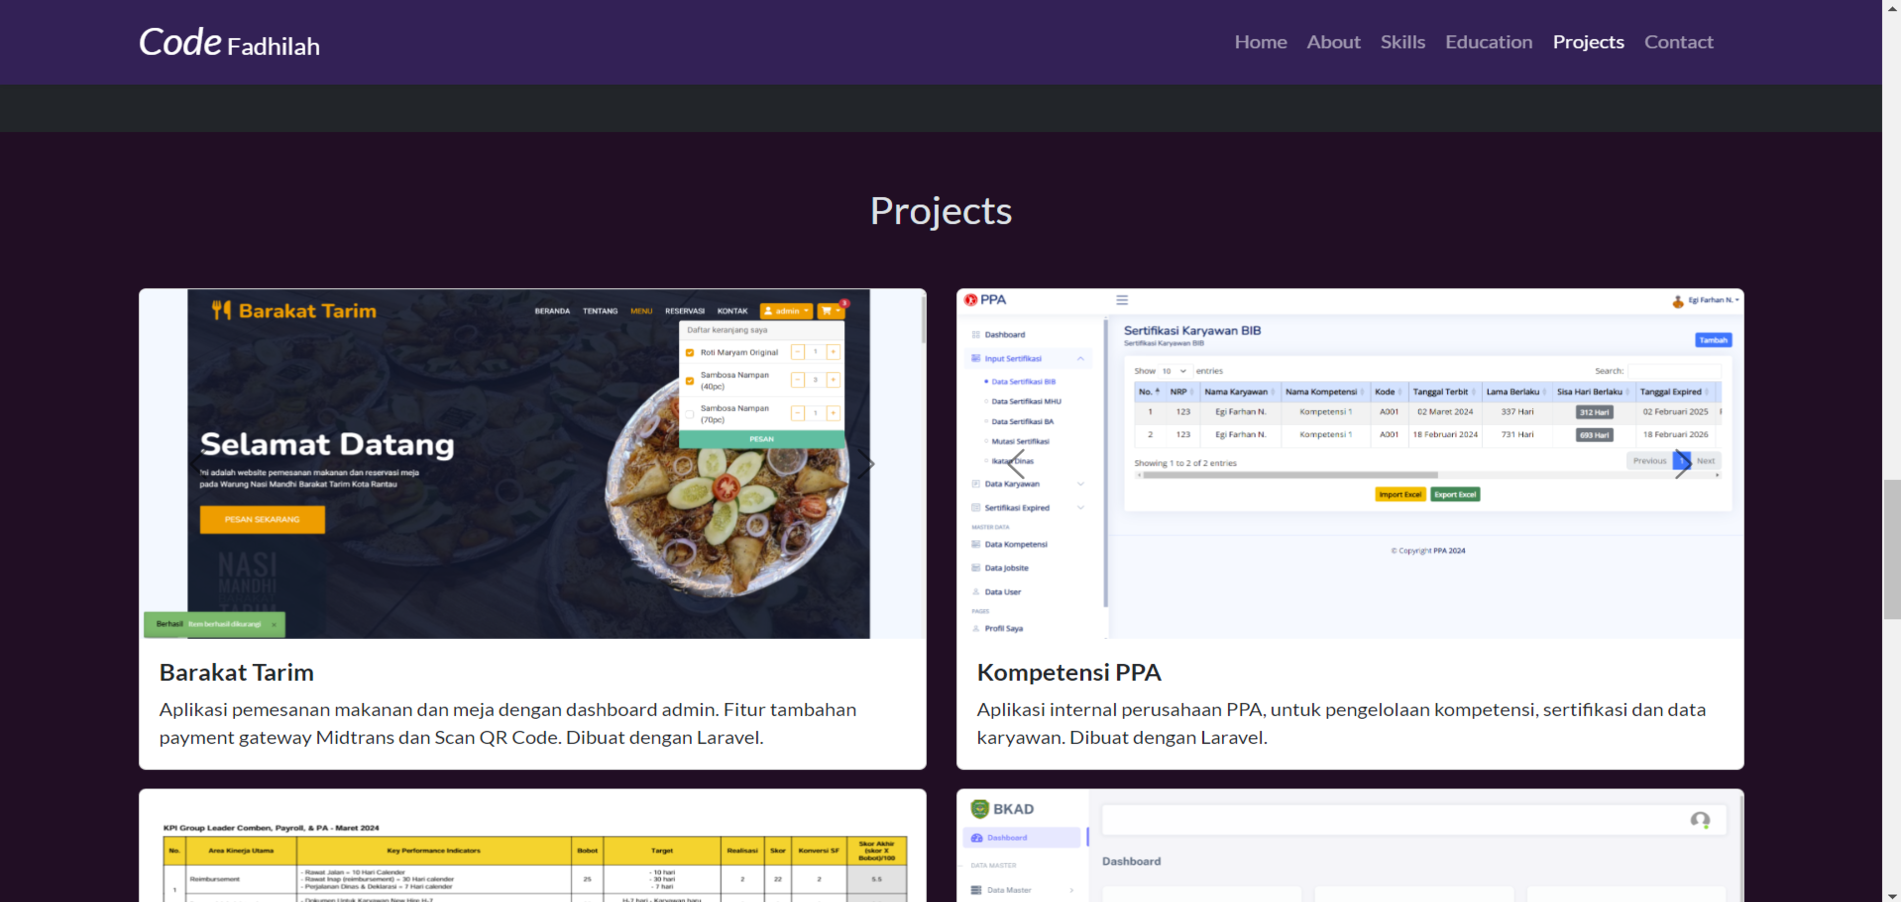 Code Fadhilah
Home About Skills Education Projects Contact
Projects
Barakat Tarim
BERANDA TENTANG MENU RESERVASI KONTAK admin 3
Daftar keranjang saya
Roti Maryam Original - 1 +
Sambosa Nampan
(40pc) - 3 +
Sambosa Nampan
(70pc) - 1 +
PESAN
Selamat Datang
Ini adalah website pemesanan makanan dan reservasi meja
pada Warung Nasi Mandhi Barakat Tarim Kota Rantau
PESAN SEKARANG
NASI
MANDHI
TARIM
Berhasil Item berhasil dikurangi ×
Barakat Tarim
Aplikasi pemesanan makanan dan meja dengan dashboard admin. Fitur tambahan
payment gateway Midtrans dan Scan QR Code. Dibuat dengan Laravel.
PPA
Egi Farhan N.
Dashboard
Input Sertifikasi
Data Sertifikasi BIB
Data Sertifikasi MHU
Data Sertifikasi BA
Mutasi Sertifikasi
Ikatan Dinas
Data Karyawan
Sertifikasi Expired
MASTER DATA
Data Kompetensi
Data Jobsite
Data User
PAGES
Profil Saya
Sertifikasi Karyawan BIB
Sertifikasi Karyawan BIB
Tambah
Show 10 entries
Search:
No. NRP Nama Karyawan Nama Kompetensi Kode Tanggal Terbit Lama Berlaku Sisa Hari Berlaku Tanggal Expired
1 123 Egi Farhan N. Kompetensi 1 A001 02 Maret 2024 337 Hari 312 Hari 02 Februari 2025
2 123 Egi Farhan N. Kompetensi 1 A001 18 Februari 2024 731 Hari 693 Hari 18 Februari 2026
Showing 1 to 2 of 2 entries
Previous 1 Next
Import Excel Export Excel
© Copyright PPA 2024
Kompetensi PPA
Aplikasi internal perusahaan PPA, untuk pengelolaan kompetensi, sertifikasi dan data
karyawan. Dibuat dengan Laravel.
KPI Group Leader Comben, Payroll, & PA - Maret 2024
No. Area Kinerja Utama Key Performance Indicators Bobot Target Realisasi Skor Konversi SF Skor Akhir (skor X Bobot)/100
1 Reimbursement
- Rawat Jalan = 10 Hari Calender
- Rawat Inap (reimbursement) = 30 Hari calender
- Perjalanan Dinas & Deklarasi = 7 Hari calender
25
- 10 hari
- 30 hari
- 7 hari
2 22 2 5.5
- Dokumen Untuk Karyawan New Hire H-7
H-7 hari - Karyawan baru
BKAD
Dashboard
DATA MASTER
Data Master
Dashboard